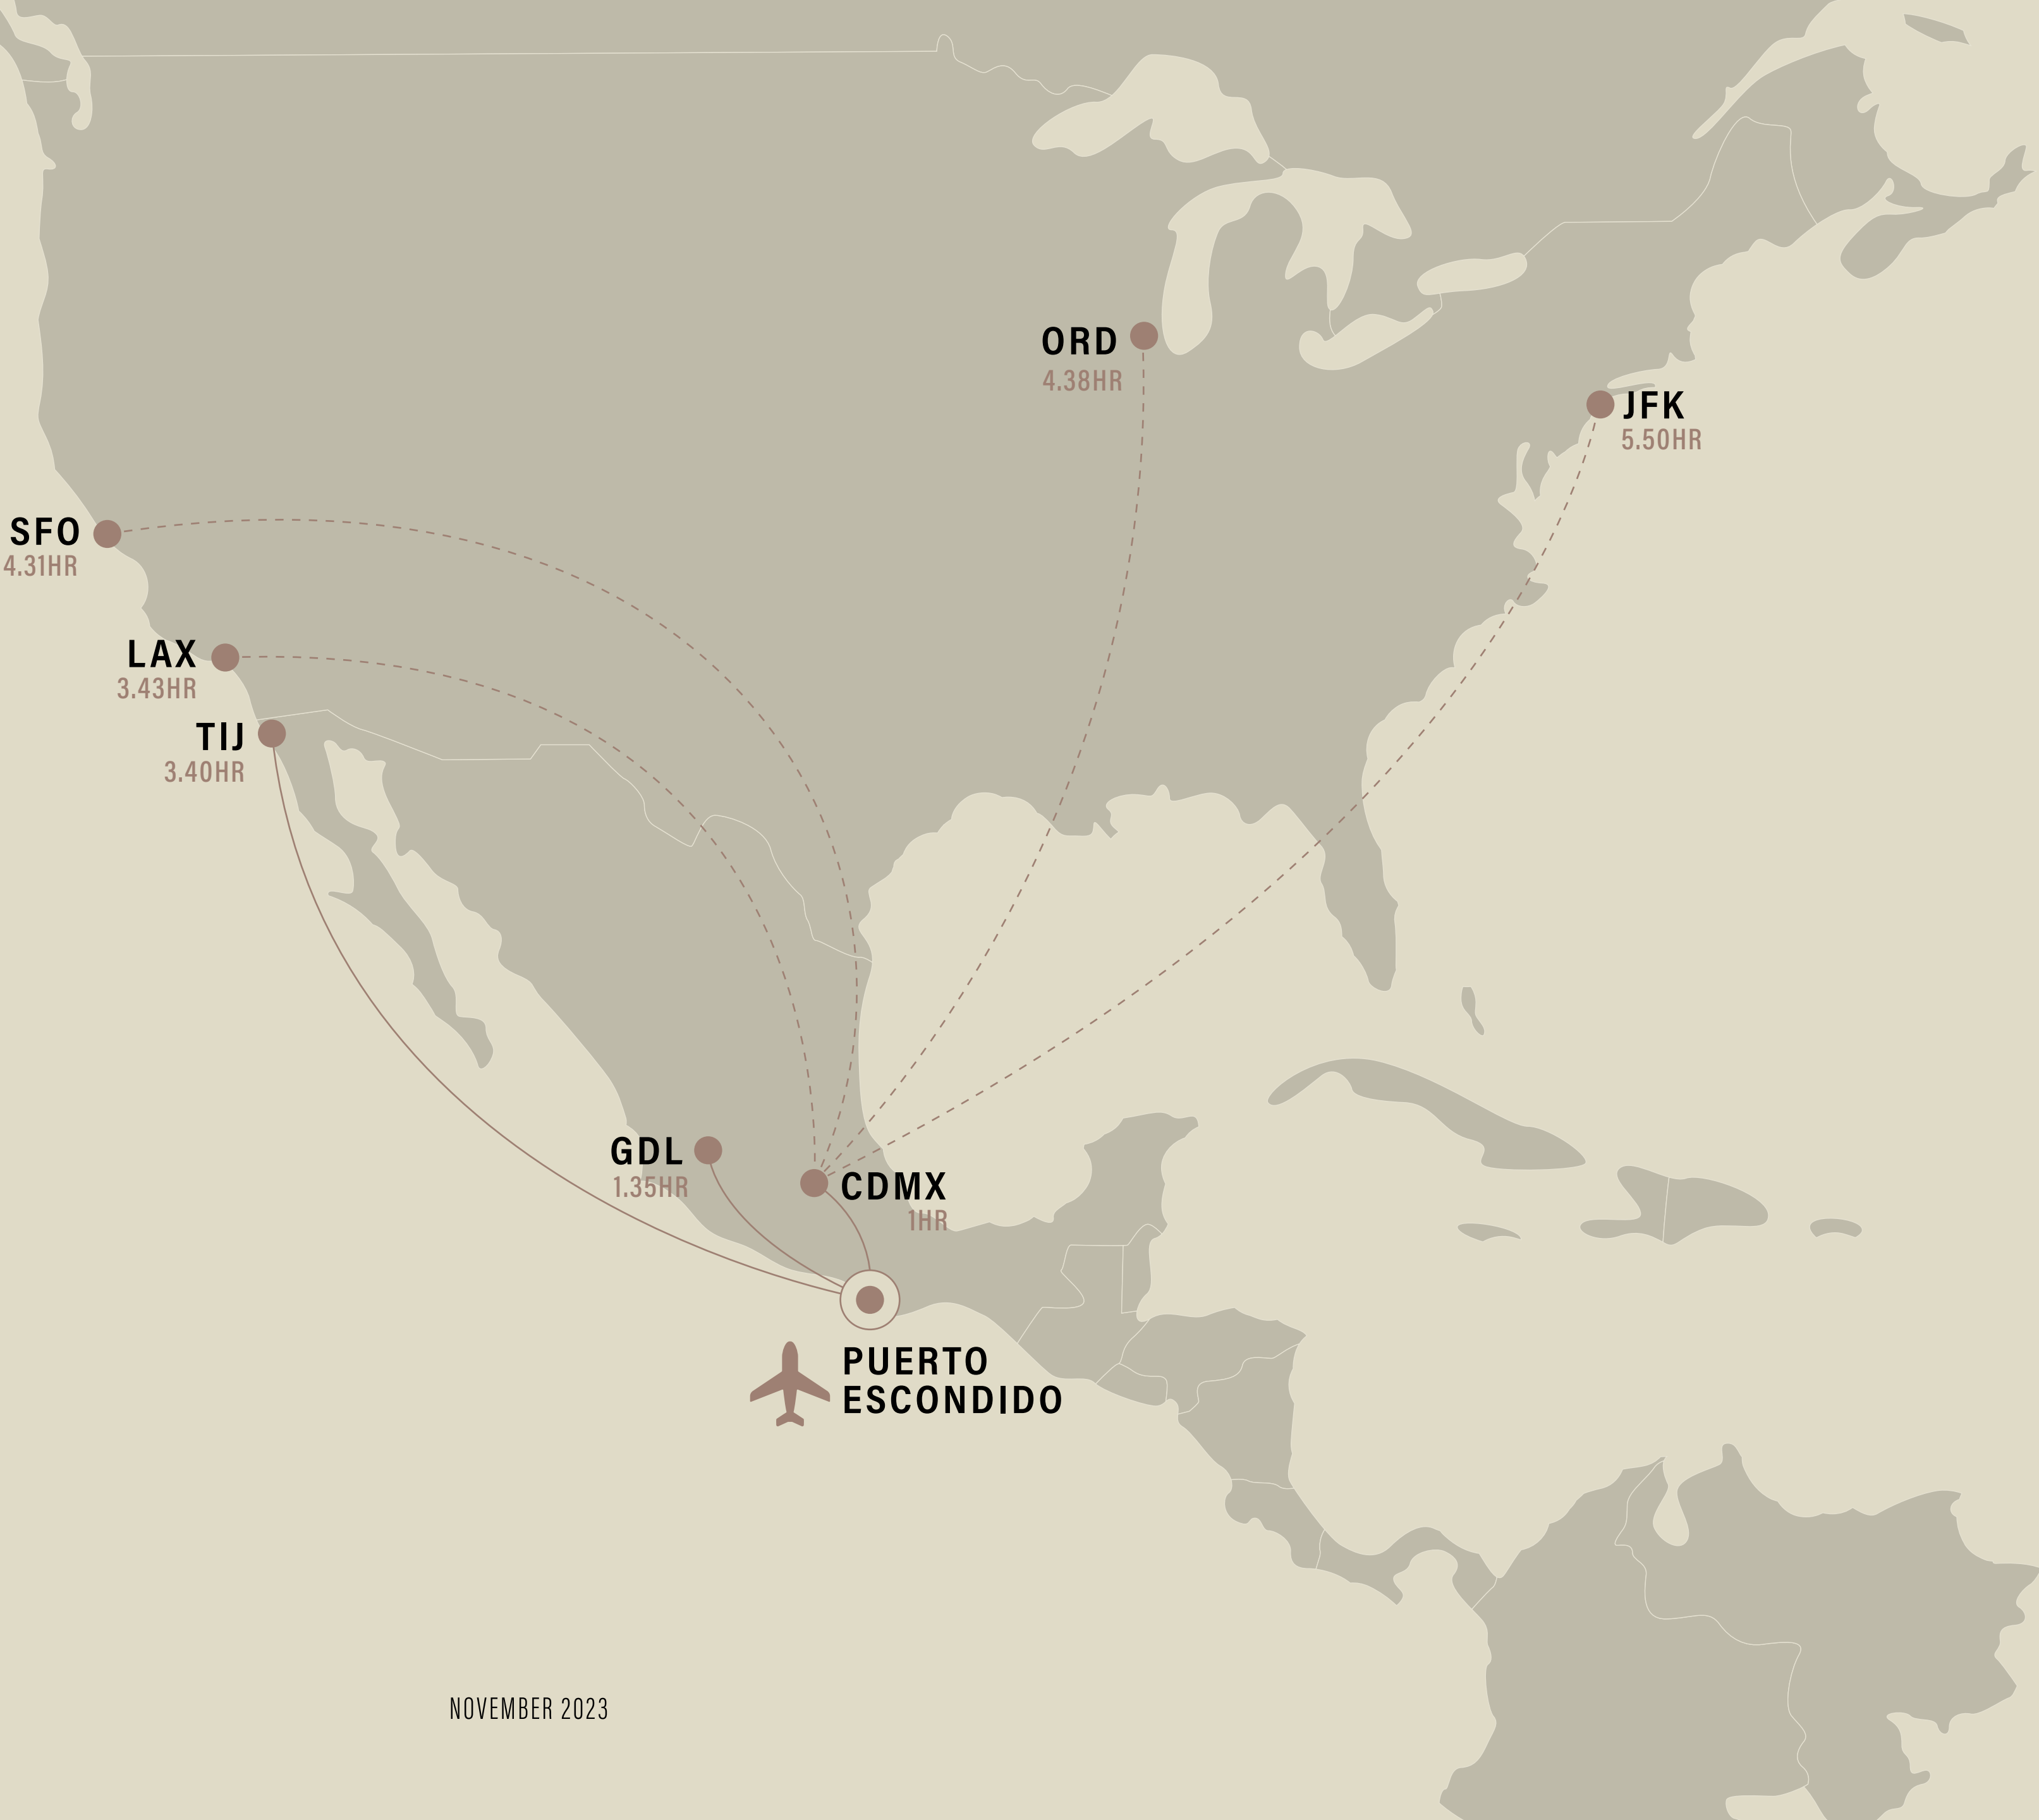 ORD
4.38HR
JFK
5.50HR
SFO
4.31HR
LAX
3.43HR
TIJ
3.40HR
GDL
1.35HR
CDMX
1HR
PUERTO
ESCONDIDO
NOVEMBER 2023